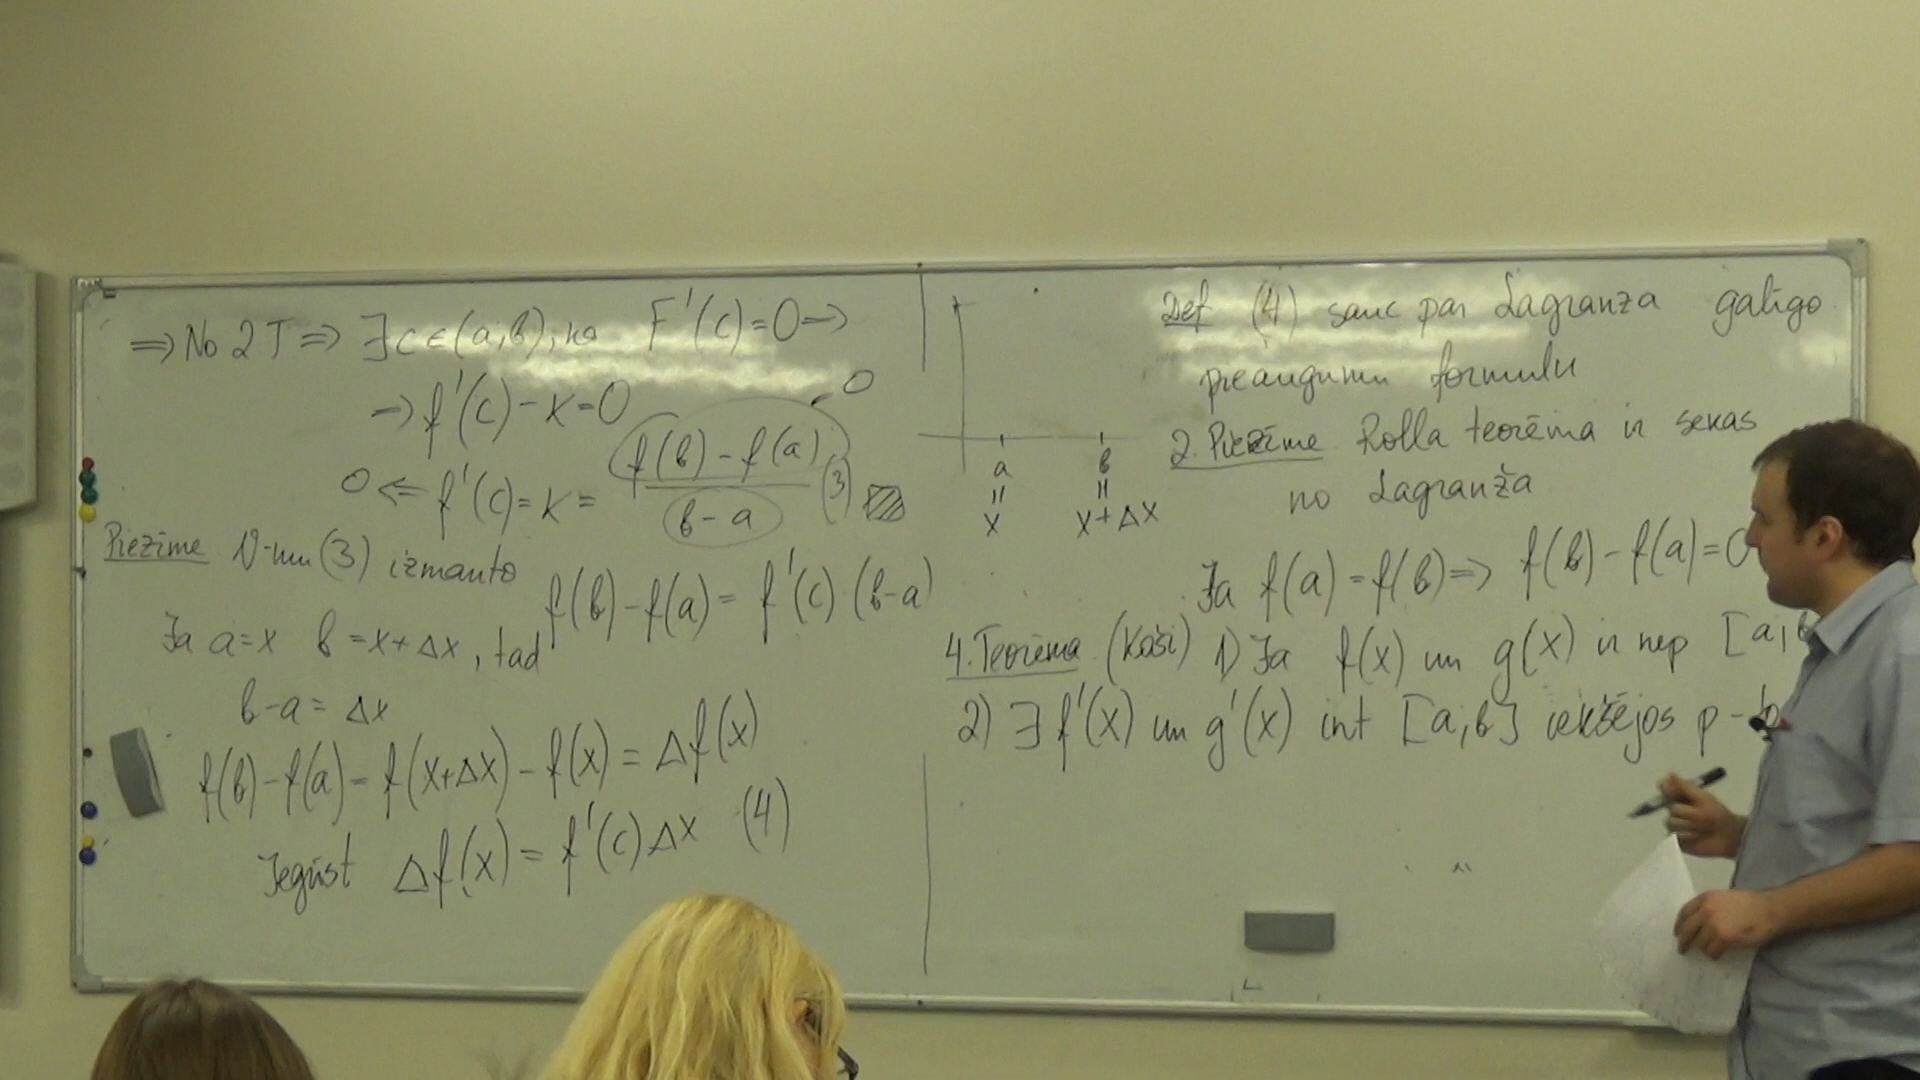 ⇒ No 2 T ⇒ ∃ c ∈ (a, b), ka F'(c) = 0 ⇒
⇒ f'(c) - K = 0
0 ⇐ f'(c) = K = (f(b) - f(a)) / (b - a) (3)
0
Piezīme (3) izmanto
f(b) - f(a) = f'(c) · (b-a)
Ja a = x b = x + Δx, tad
b - a = Δx
f(b) - f(a) = f(x+Δx) - f(x) = Δf(x)
Iegūst Δf(x) = f'(c) Δx (4)
a b
= =
x x + Δx
Def (4) sauc par Lagranža galīgo
pieaugumu formulu
2. Piezīme Rolla teorēma ir sekas
no Lagranža
Ja f(a) = f(b) ⇒ f(b) - f(a) = 0
4. Teorēma (Koši) 1) Ja f(x) un g(x) ir nep [a, b
2) ∃ f'(x) un g'(x) int [a, b] iekšējos p-